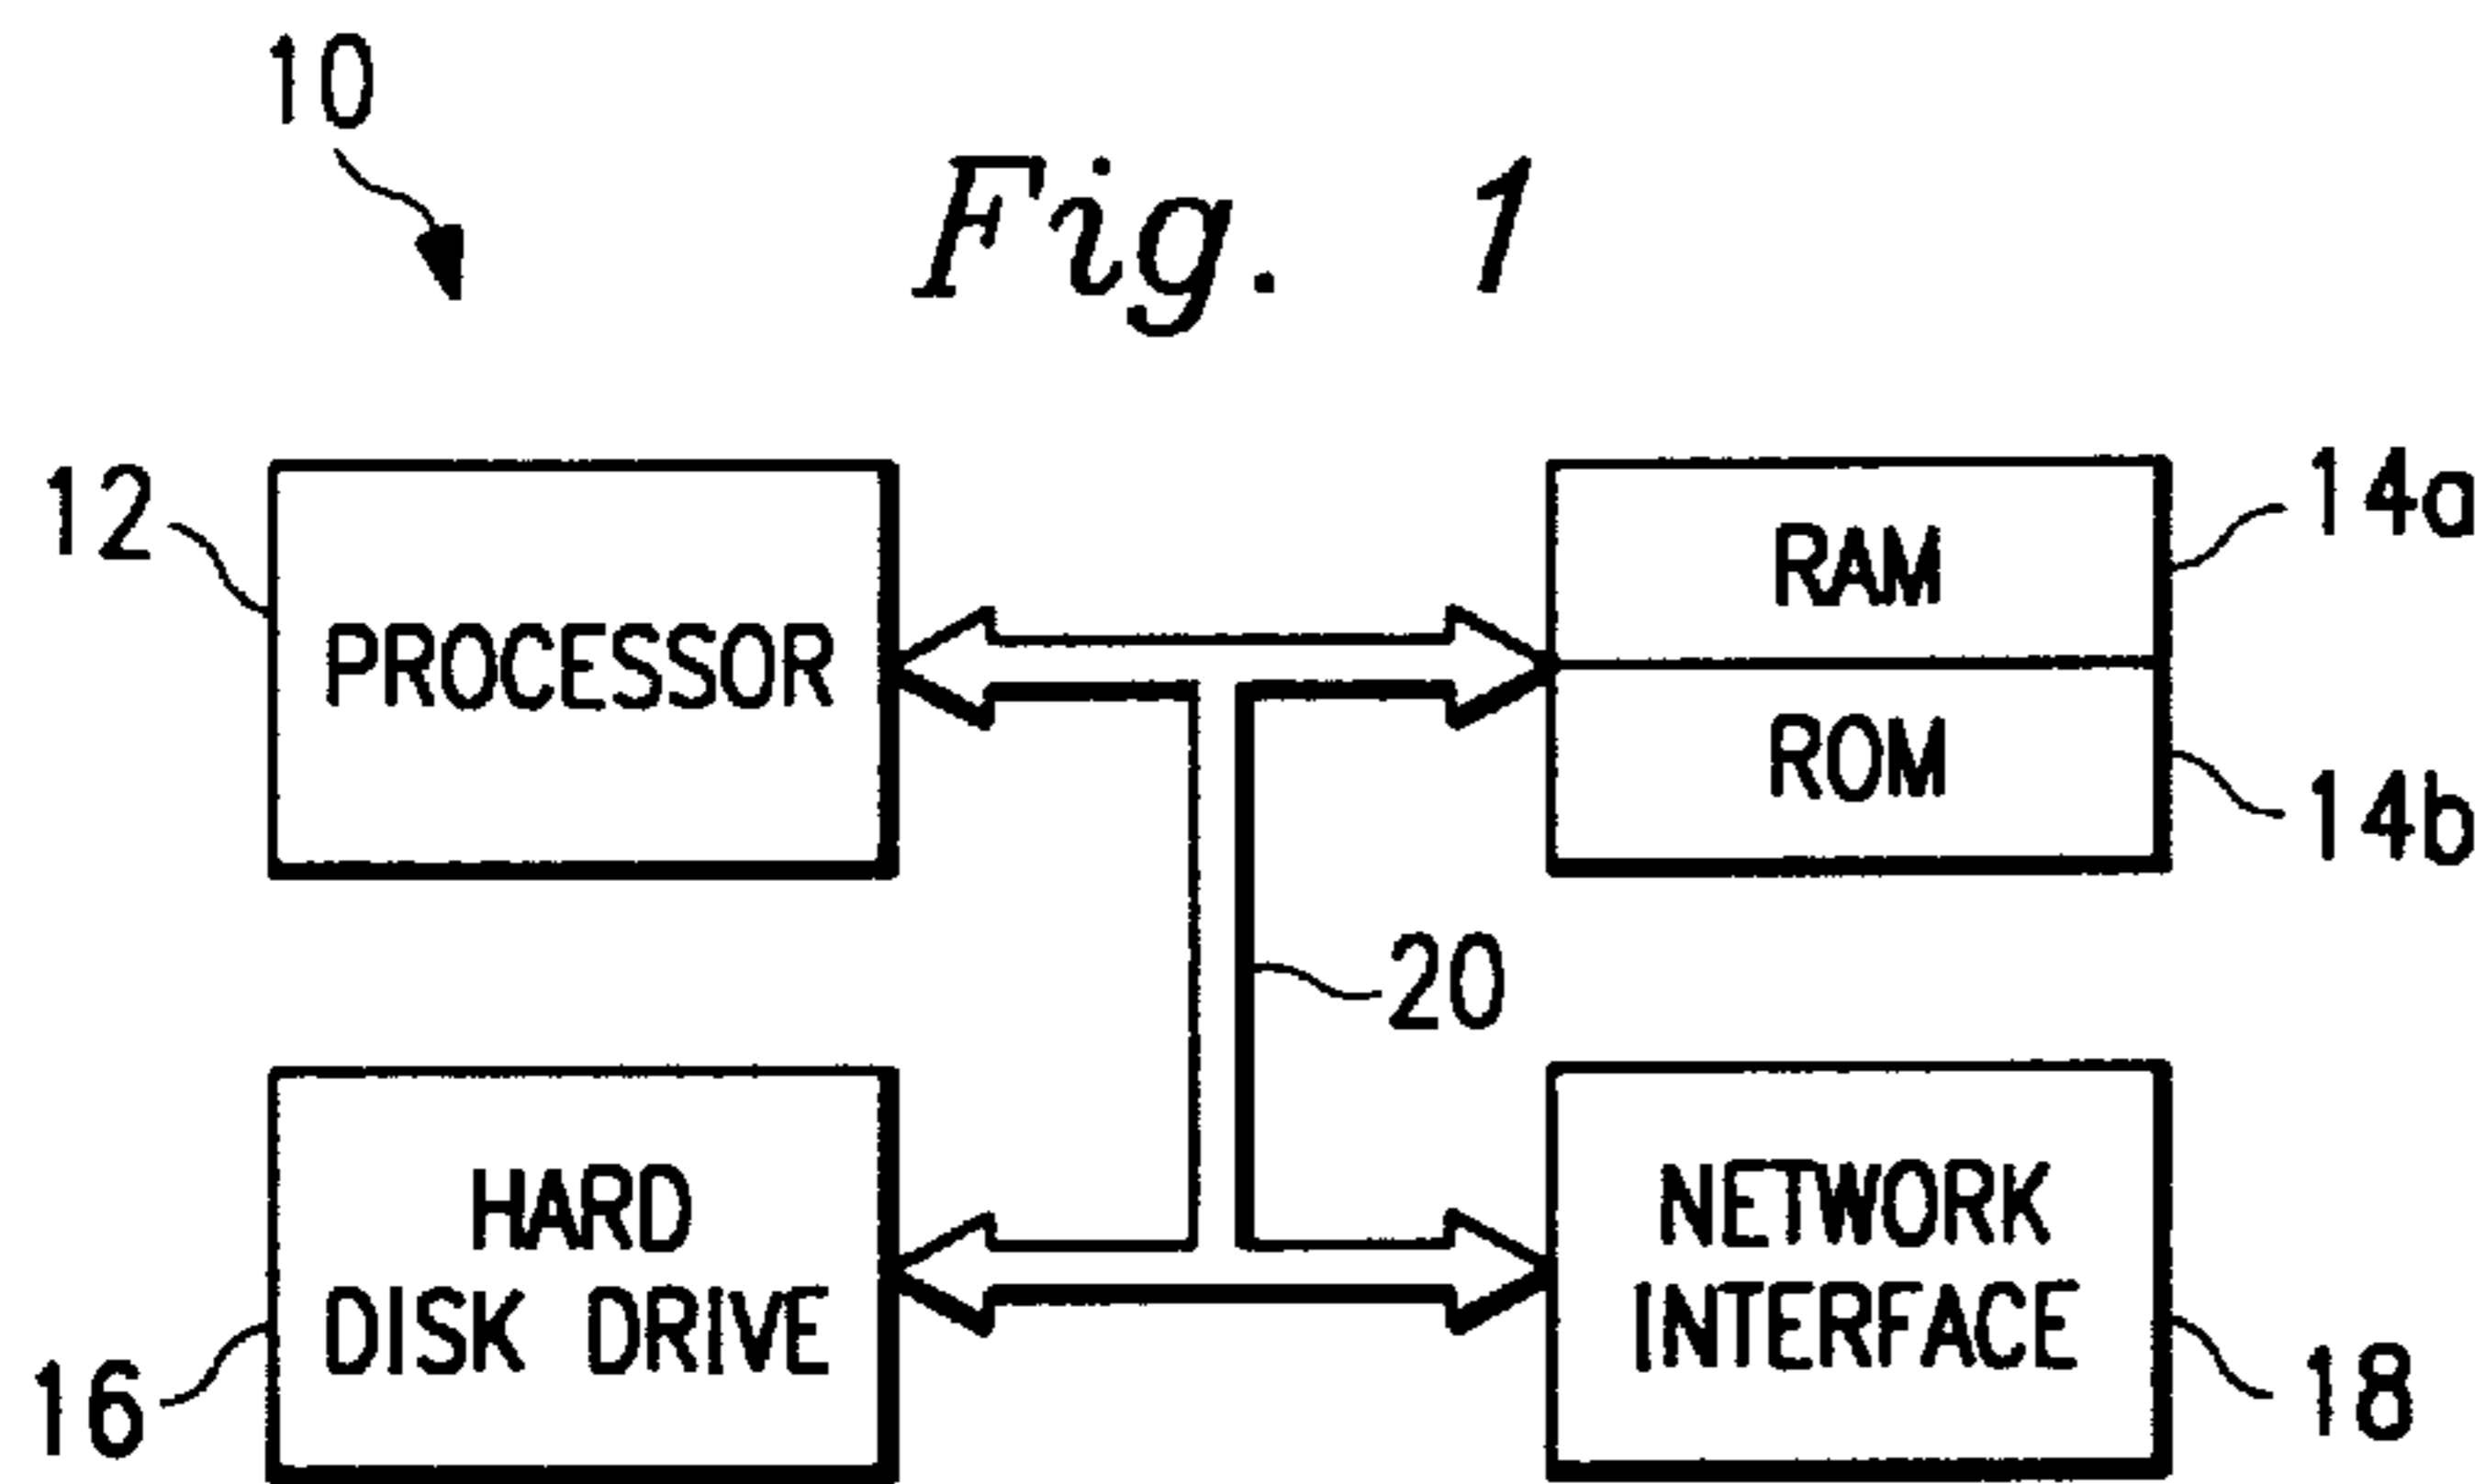 10
Fig. 1
12
PROCESSOR
RAM
14a
ROM
14b
20
HARD
DISK DRIVE
16
NETWORK
INTERFACE
18